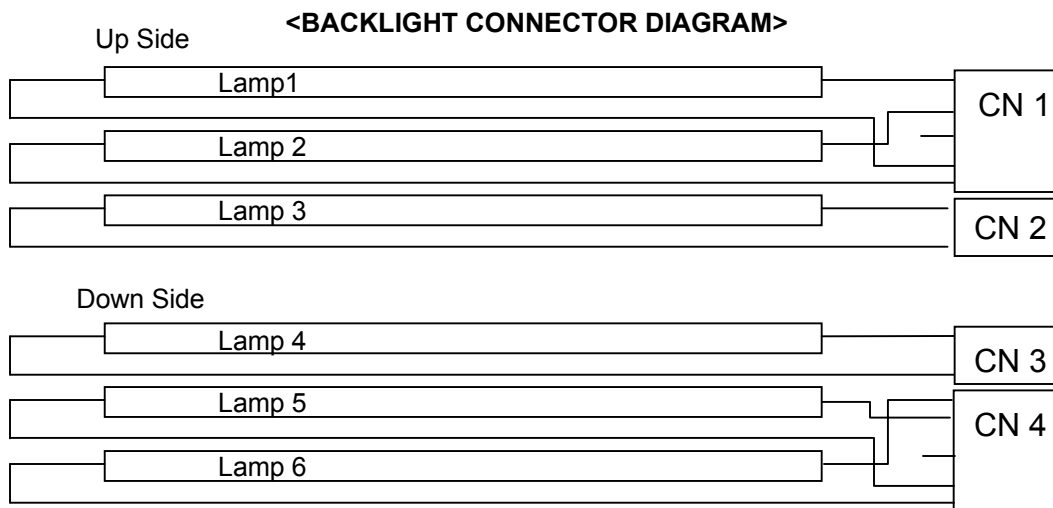 <BACKLIGHT CONNECTOR DIAGRAM>
Up Side
Lamp1
CN 1
Lamp 2
Lamp 3
CN 2
Down Side
Lamp 4
CN 3
Lamp 5
CN 4
Lamp 6